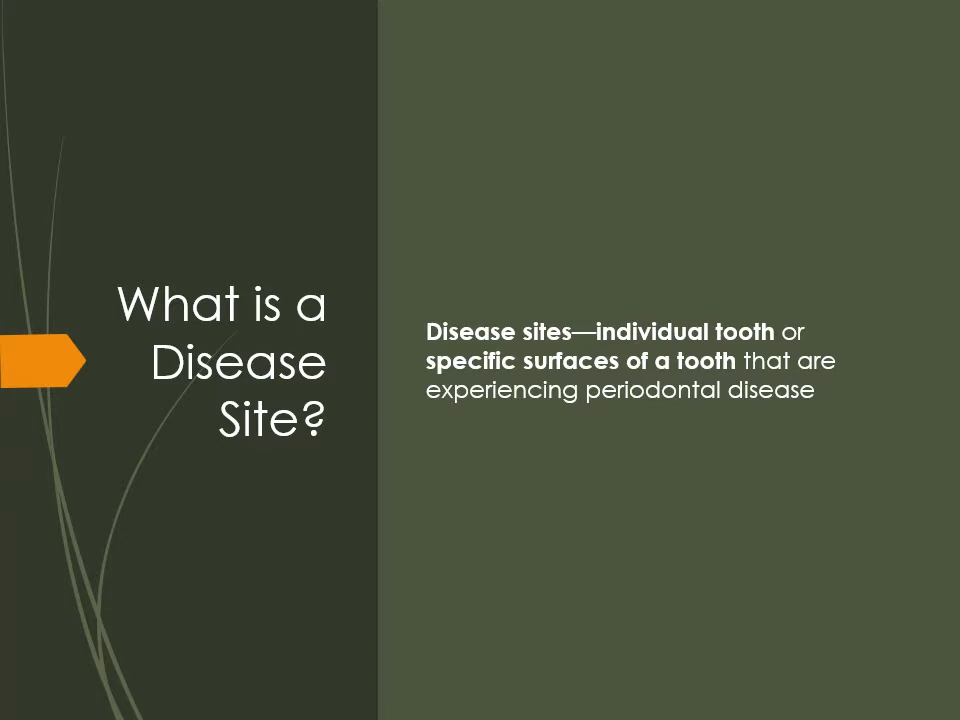 What is a
Disease
Site?
Disease sites—individual tooth or
specific surfaces of a tooth that are
experiencing periodontal disease